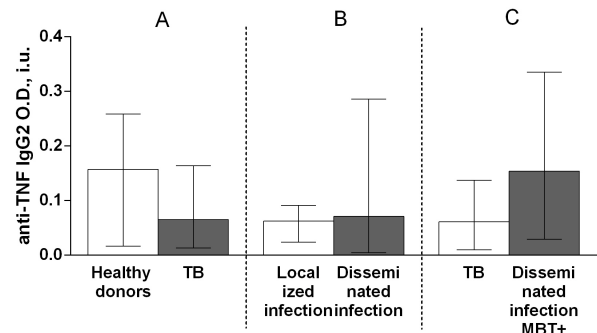 A
B
C
anti-TNF IgG2 O.D., i.u.
0.4
0.3
0.2
0.1
0.0
Healthy
donors
TB
Local
ized
infection
Dissemi
nated
infection
TB
Dissemi
nated
infection
MBT+